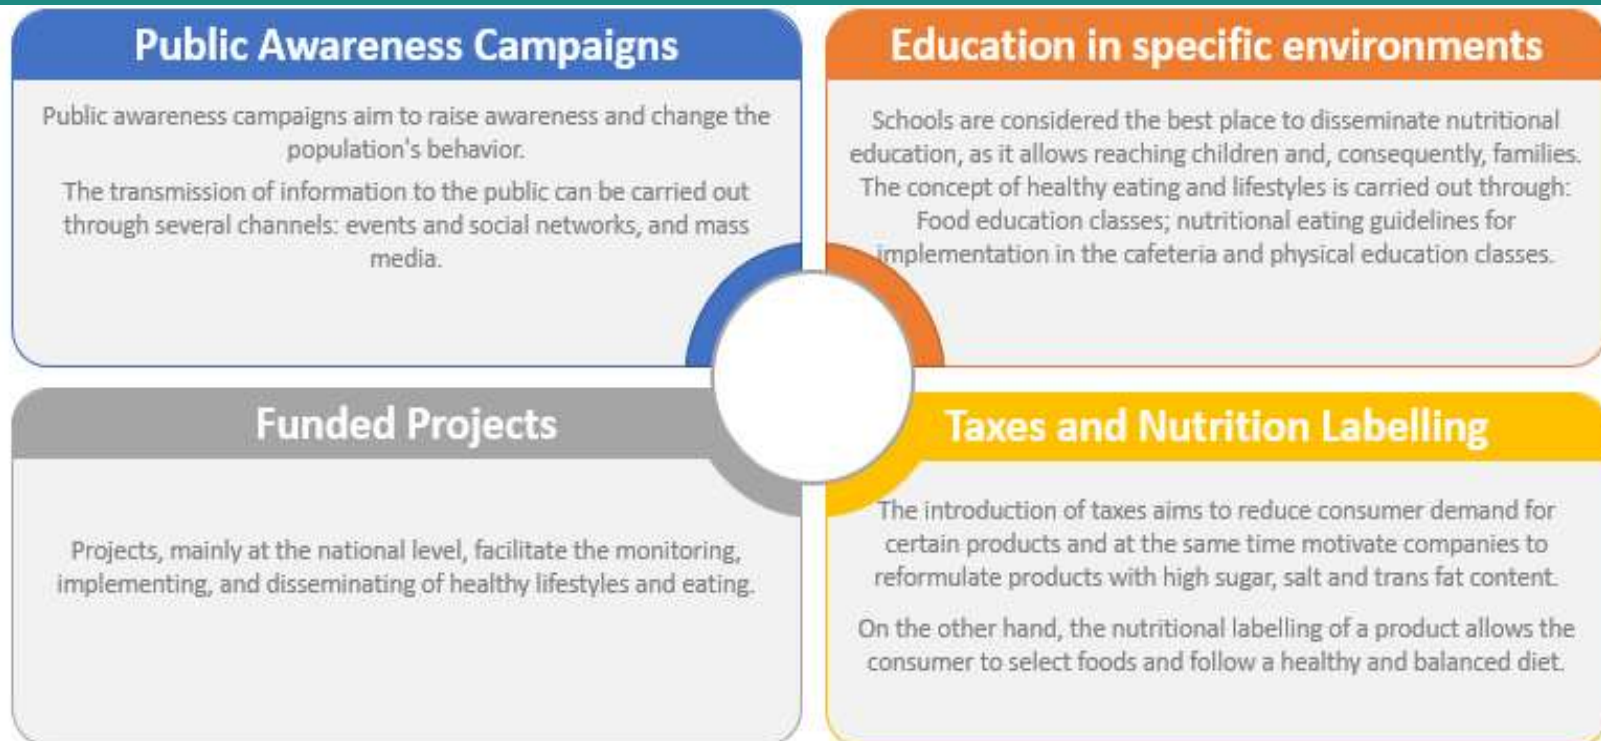 Public Awareness Campaigns
Public awareness campaigns aim to raise awareness and change the
population's behavior.
The transmission of information to the public can be carried out
through several channels: events and social networks, and mass
media.
Education in specific environments
Schools are considered the best place to disseminate nutritional
education, as it allows reaching children and, consequently, families.
The concept of healthy eating and lifestyles is carried out through:
Food education classes; nutritional eating guidelines for
implementation in the cafeteria and physical education classes.
Funded Projects
Projects, mainly at the national level, facilitate the monitoring,
implementing, and disseminating of healthy lifestyles and eating.
Taxes and Nutrition Labelling
The introduction of taxes aims to reduce consumer demand for
certain products and at the same time motivate companies to
reformulate products with high sugar, salt and trans fat content.
On the other hand, the nutritional labelling of a product allows the
consumer to select foods and follow a healthy and balanced diet.